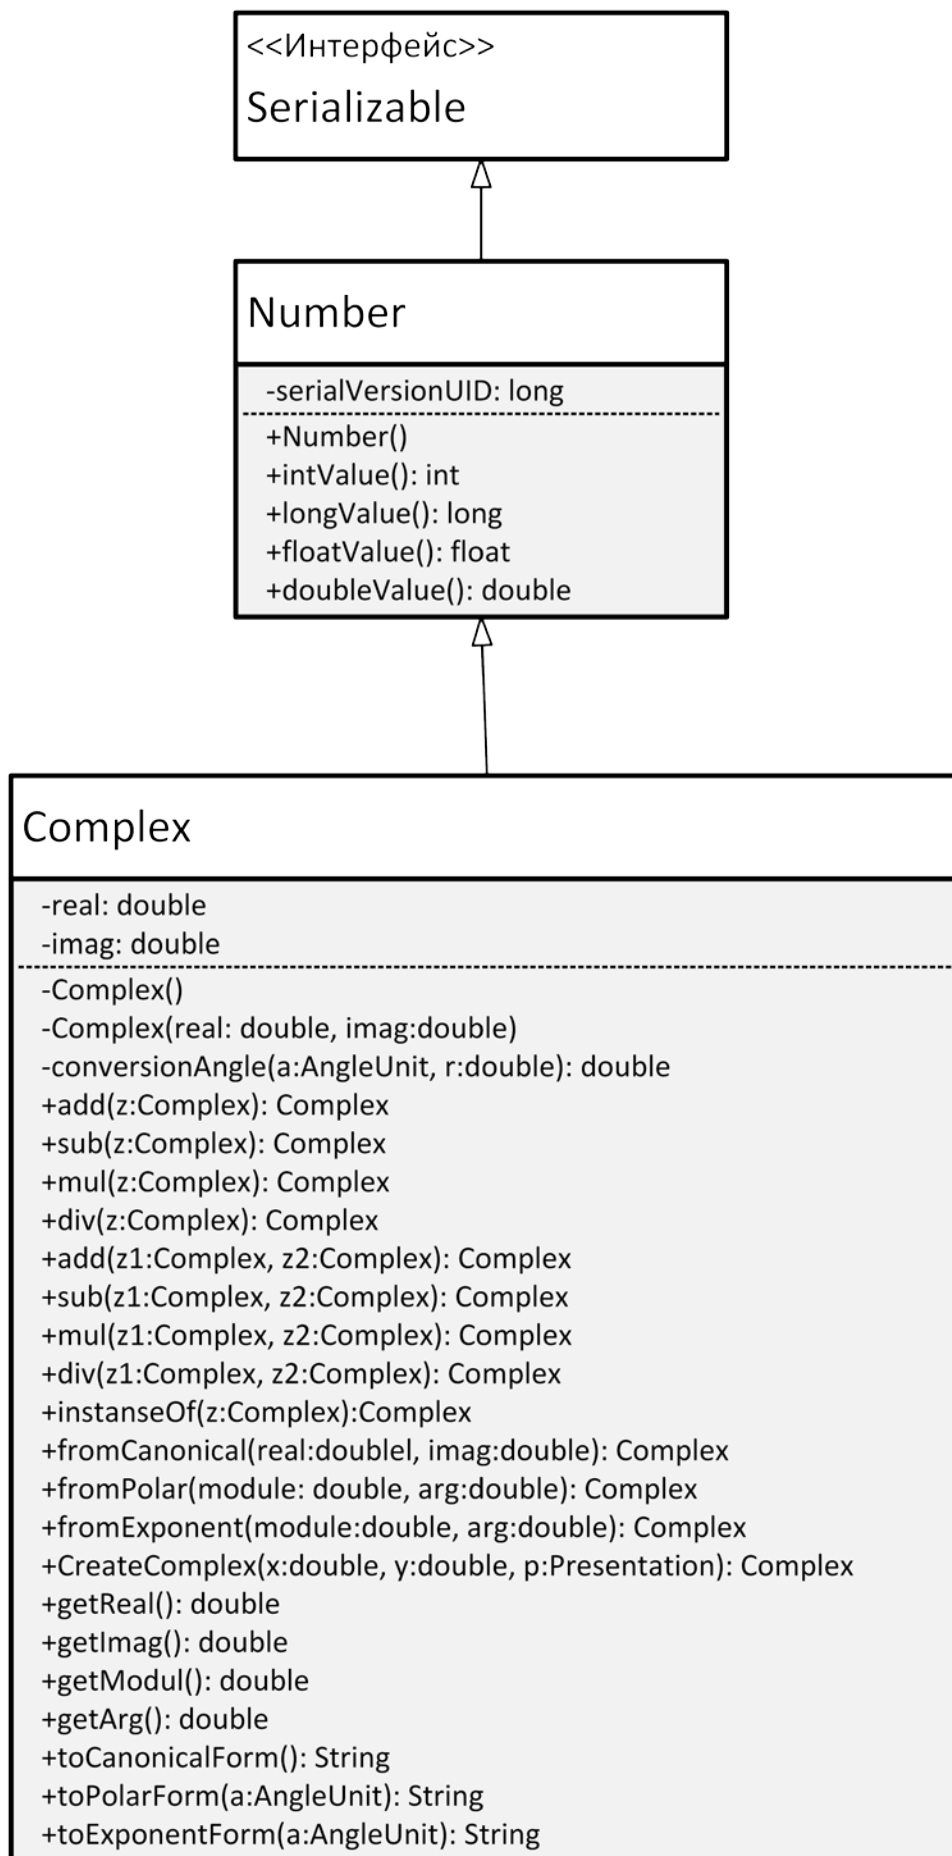 <<Интерфейс>>
Serializable
Number
-serialVersionUID: long
+Number()
+intValue(): int
+longValue(): long
+floatValue(): float
+doubleValue(): double
Complex
-real: double
-imag: double
-Complex()
-Complex(real: double, imag:double)
-conversionAngle(a:AngleUnit, r:double): double
+add(z:Complex): Complex
+sub(z:Complex): Complex
+mul(z:Complex): Complex
+div(z:Complex): Complex
+add(z1:Complex, z2:Complex): Complex
+sub(z1:Complex, z2:Complex): Complex
+mul(z1:Complex, z2:Complex): Complex
+div(z1:Complex, z2:Complex): Complex
+instanseOf(z:Complex):Complex
+fromCanonical(real:doublel, imag:double): Complex
+fromPolar(module: double, arg:double): Complex
+fromExponent(module:double, arg:double): Complex
+CreateComplex(x:double, y:double, p:Presentation): Complex
+getReal(): double
+getImag(): double
+getModul(): double
+getArg(): double
+toCanonicalForm(): String
+toPolarForm(a:AngleUnit): String
+toExponentForm(a:AngleUnit): String